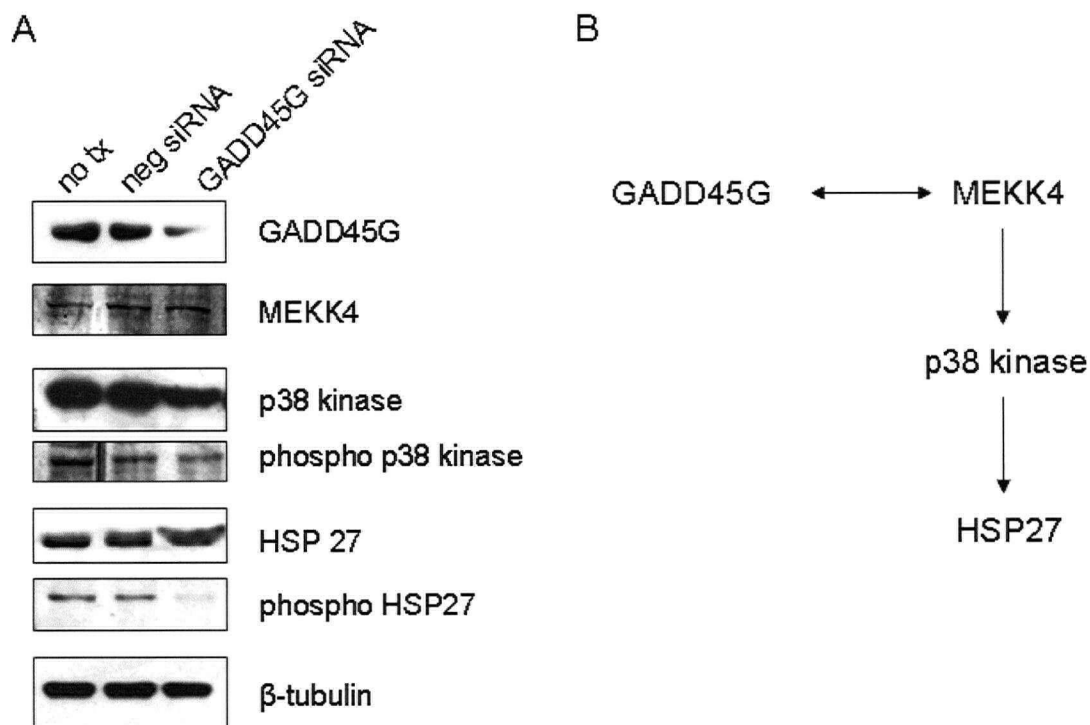 A
no tx
neg siRNA
GADD45G siRNA
GADD45G
MEKK4
p38 kinase
phospho p38 kinase
HSP 27
phospho HSP27
β-tubulin
B
GADD45G
MEKK4
p38 kinase
HSP27